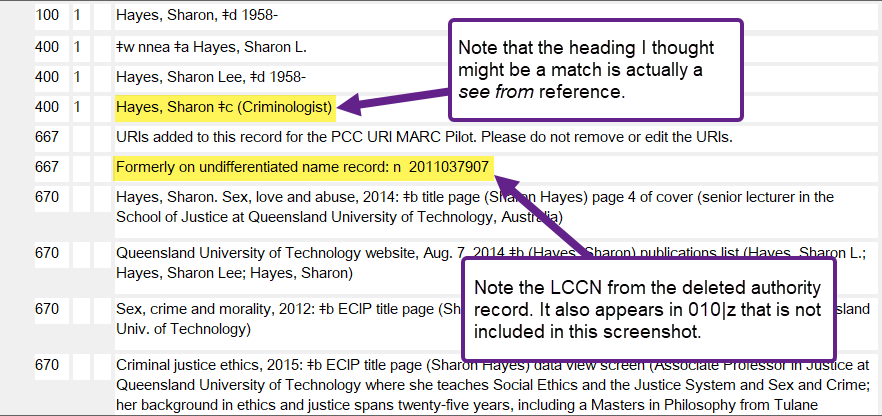 100 1 Hayes, Sharon, ǂd 1958-
400 1 ǂw nnea ǂa Hayes, Sharon L.
400 1 Hayes, Sharon Lee, ǂd 1958-
400 1 Hayes, Sharon ǂc (Criminologist)
Note that the heading I thought
might be a match is actually a
see from reference.
667 URIs added to this record for the PCC URI MARC Pilot. Please do not remove or edit the URIs.
667 Formerly on undifferentiated name record: n 2011037907
670 Hayes, Sharon. Sex, love and abuse, 2014: ǂb title page (Sharon Hayes) page 4 of cover (senior lecturer in the
School of Justice at Queensland University of Technology, Australia)
670 Queensland University of Technology website, Aug. 7, 2014 ǂb (Hayes, Sharon) publications list (Hayes, Sharon L.;
Hayes, Sharon Lee; Hayes, Sharon)
Note the LCCN from the deleted authority
record. It also appears in 010|z that is not
included in this screenshot.
670 Sex, crime and morality, 2012: ǂb ECIP title page
Univ. of Technology)
670 Criminal justice ethics, 2015: ǂb ECIP title page (Sharon Hayes) data view screen (Associate Professor in Justice at
Queensland University of Technology where she teaches Social Ethics and the Justice System and Sex and Crime;
her background in ethics and justice spans twenty-five years, including a Masters in Philosophy from Tulane